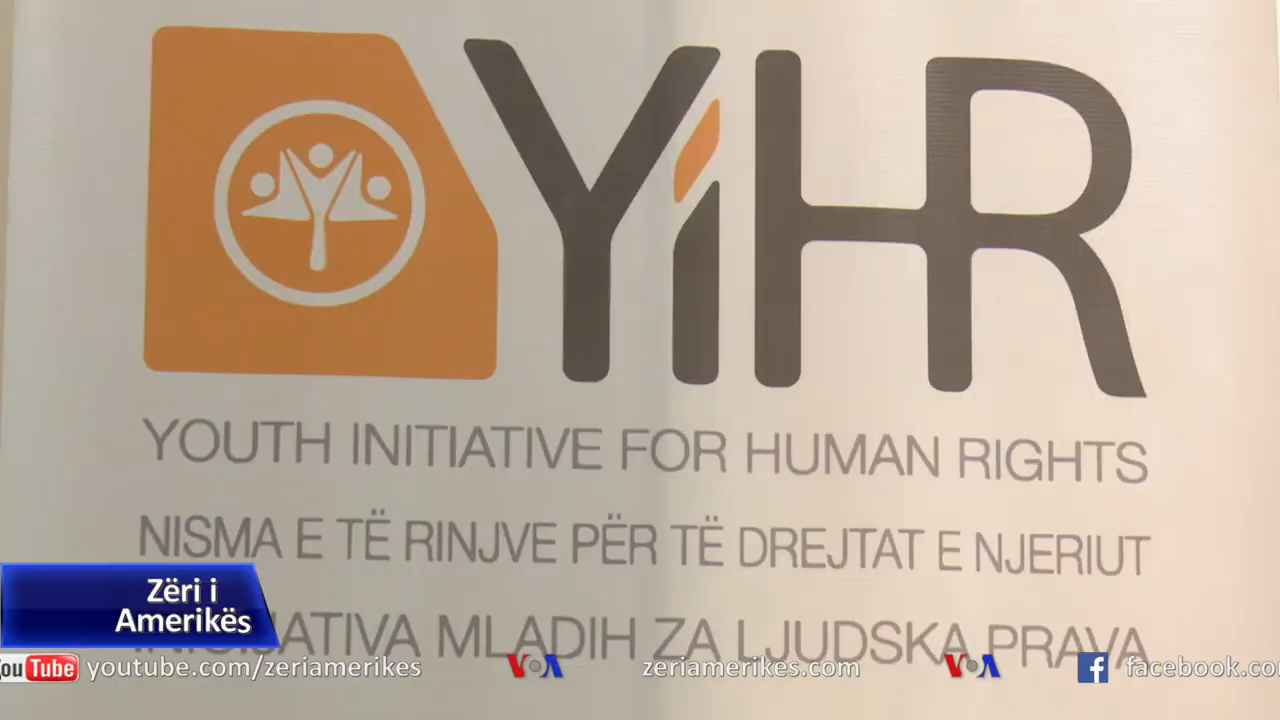 YiHR
YOUTH INITIATIVE FOR HUMAN RIGHTS
NISMA E TË RINJVE PËR TË DREJTAT E NJERIUT
MLADIH ZA LJUDSKA PRAVA
Zëri i
Amerikës
YouTube youtube.com/zeriamerikes VOA zeriamerikes.com VOA facebook.co